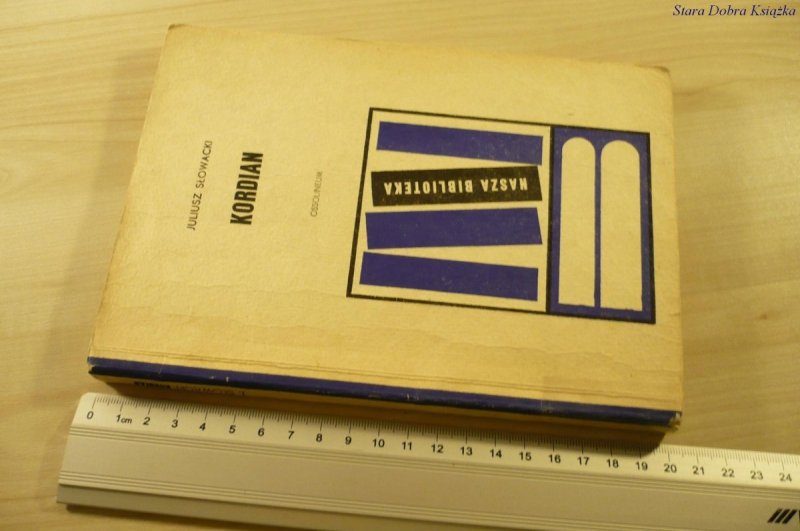 Stara Dobra Książka
JULIUSZ SŁOWACKI
KORDIAN
OSSOLINEUM
NASZA BIBLIOTEKA
0 1cm 2 3 4 5 6 7 8 9 10 11 12 13 14 15 16 17 18 19 20 21 22 23 24